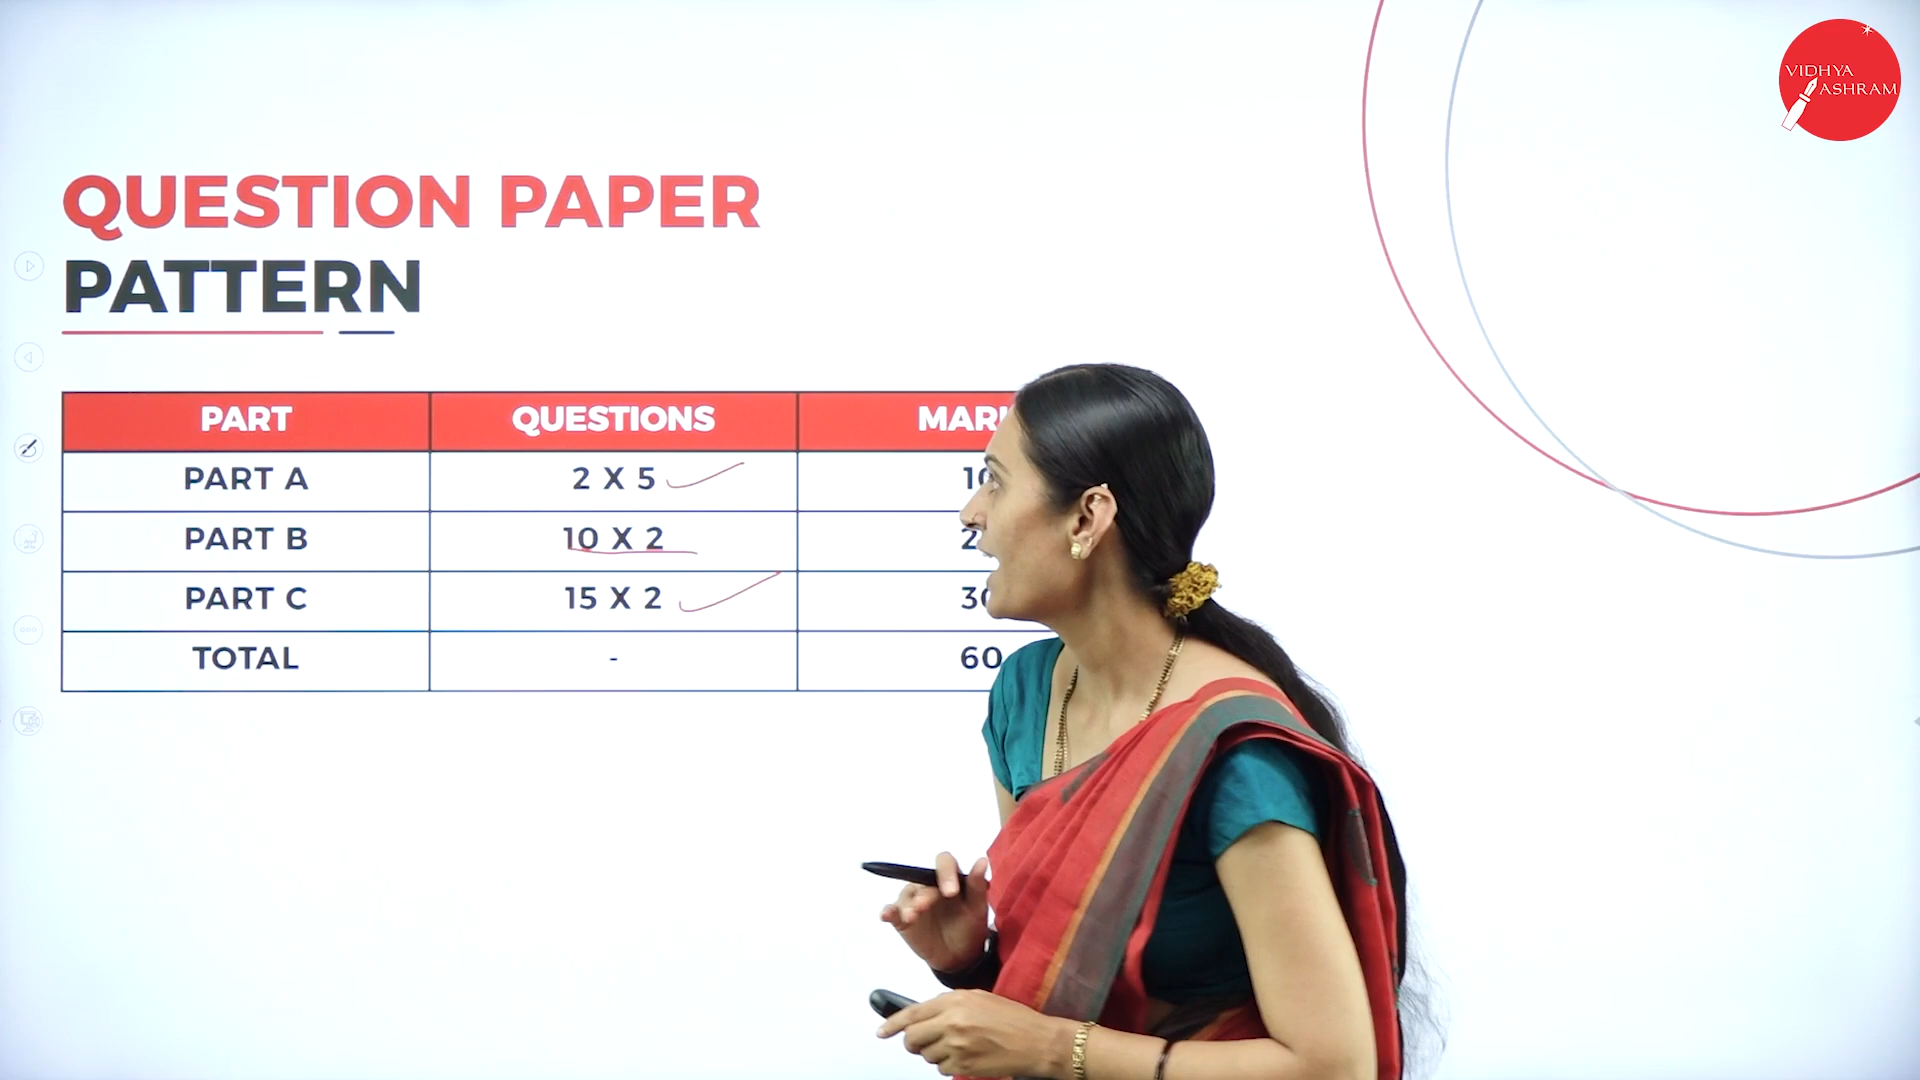 VIDHYA
ASHRAM
QUESTION PAPER
PATTERN
PART QUESTIONS
PART A 2 X 5
PART B 10 X 2
PART C 15 X 2
TOTAL - 60